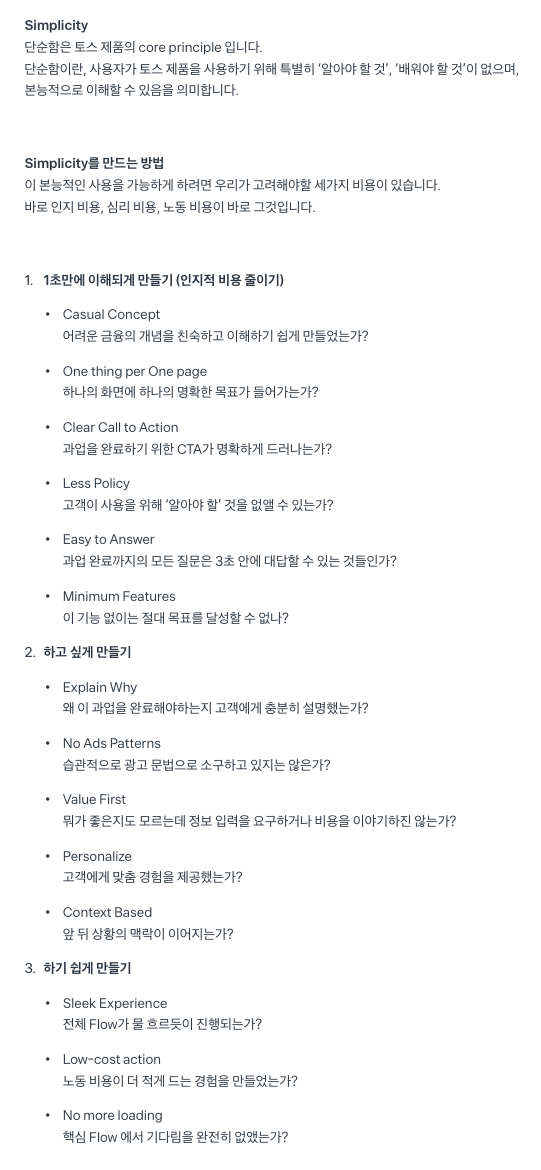 Simplicity
단순함은 토스 제품의 core principle 입니다.
단순함이란, 사용자가 토스 제품을 사용하기 위해 특별히 ‘알아야 할 것’, ‘배워야 할 것’이 없으며,
본능적으로 이해할 수 있음을 의미합니다.
Simplicity를 만드는 방법
이 본능적인 사용을 가능하게 하려면 우리가 고려해야할 세가지 비용이 있습니다.
바로 인지 비용, 심리 비용, 노동 비용이 바로 그것입니다.
1. 1초만에 이해되게 만들기 (인지적 비용 줄이기)
• Casual Concept
어려운 금융의 개념을 친숙하고 이해하기 쉽게 만들었는가?
• One thing per One page
하나의 화면에 하나의 명확한 목표가 들어가는가?
• Clear Call to Action
과업을 완료하기 위한 CTA가 명확하게 드러나는가?
• Less Policy
고객이 사용을 위해 ‘알아야 할’ 것을 없앨 수 있는가?
• Easy to Answer
과업 완료까지의 모든 질문은 3초 안에 대답할 수 있는 것들인가?
• Minimum Features
이 기능 없이는 절대 목표를 달성할 수 없나?
2. 하고 싶게 만들기
• Explain Why
왜 이 과업을 완료해야하는지 고객에게 충분히 설명했는가?
• No Ads Patterns
습관적으로 광고 문법으로 소구하고 있지는 않은가?
• Value First
뭐가 좋은지도 모르는데 정보 입력을 요구하거나 비용을 이야기하진 않는가?
• Personalize
고객에게 맞춤 경험을 제공했는가?
• Context Based
앞 뒤 상황의 맥락이 이어지는가?
3. 하기 쉽게 만들기
• Sleek Experience
전체 Flow가 물 흐르듯이 진행되는가?
• Low-cost action
노동 비용이 더 적게 드는 경험을 만들었는가?
• No more loading
핵심 Flow 에서 기다림을 완전히 없앴는가?